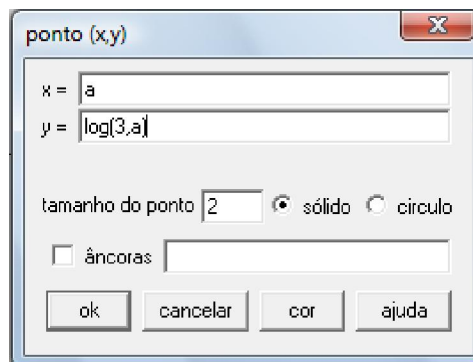 ponto (x,y)
x = a
y = log(3,a)
tamanho do ponto 2 sólido circulo
âncoras
ok cancelar cor ajuda